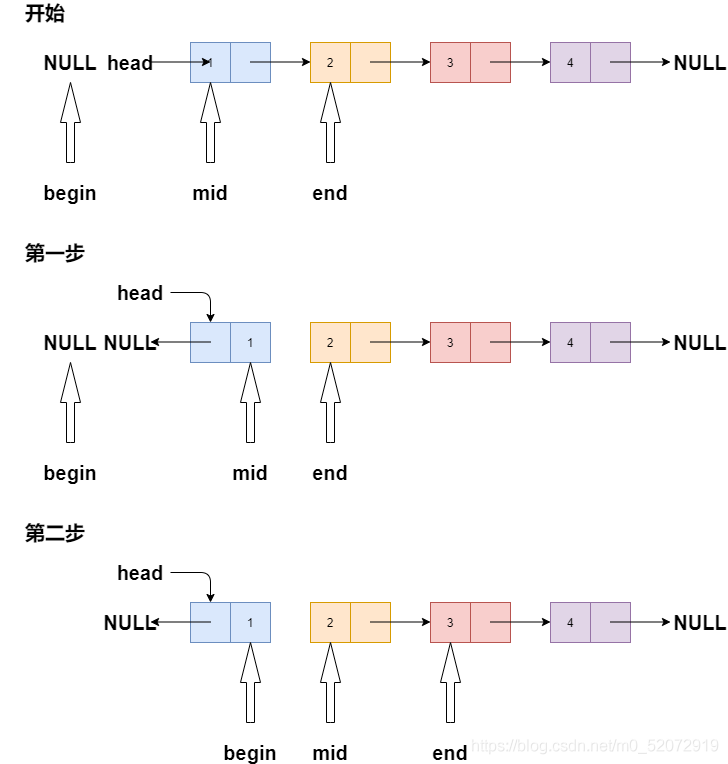 开始
NULL head 1 2 3 4 NULL
begin mid end
第一步
head
NULL NULL 1 2 3 4 NULL
begin mid end
第二步
head
NULL 1 2 3 4 NULL
begin mid end
https://blog.csdn.net/m0_52072919